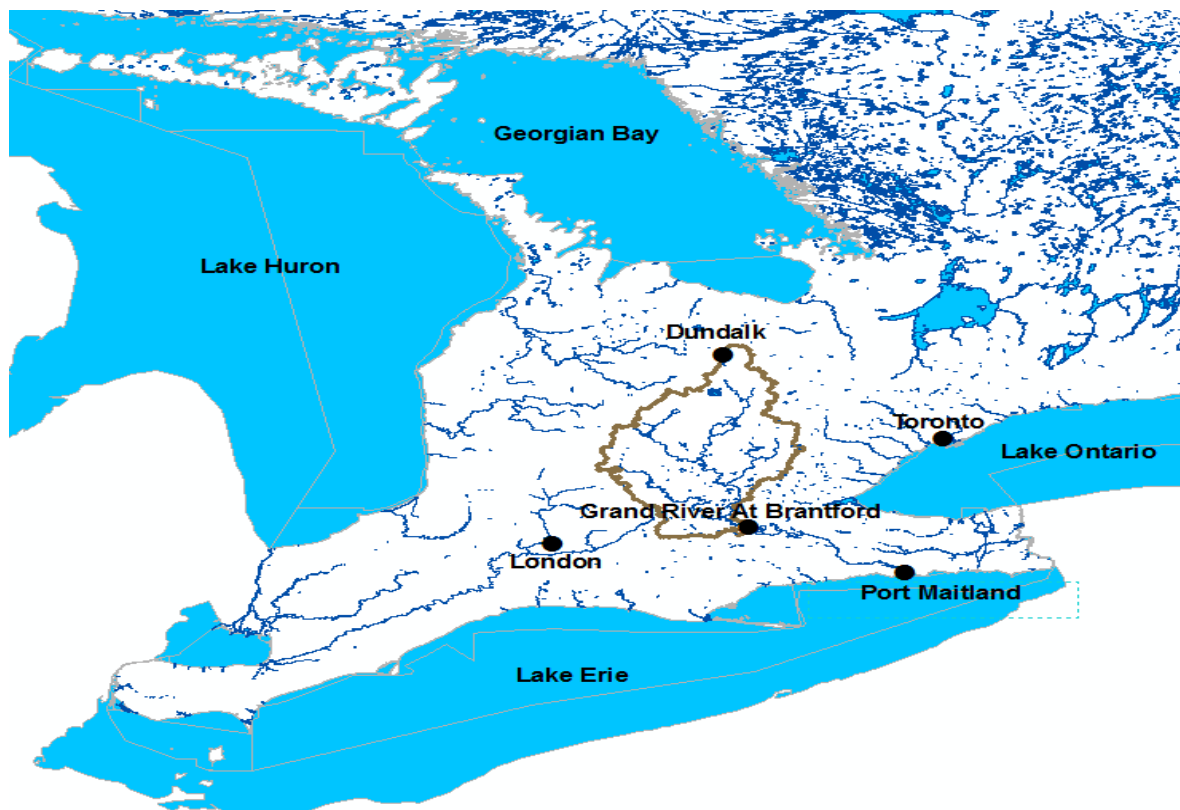 Georgian Bay
Lake Huron
Dundalk
Toronto
Lake Ontario
Grand River At Brantford
London
Port Maitland
Lake Erie